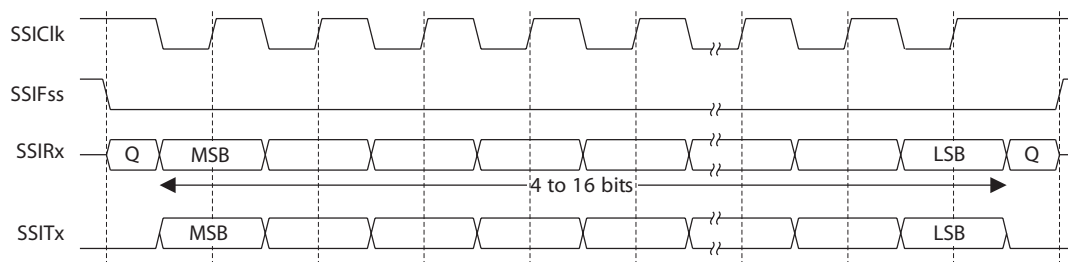 SSIClk
SSIFss
SSIRx Q MSB LSB Q
4 to 16 bits
SSITx MSB LSB